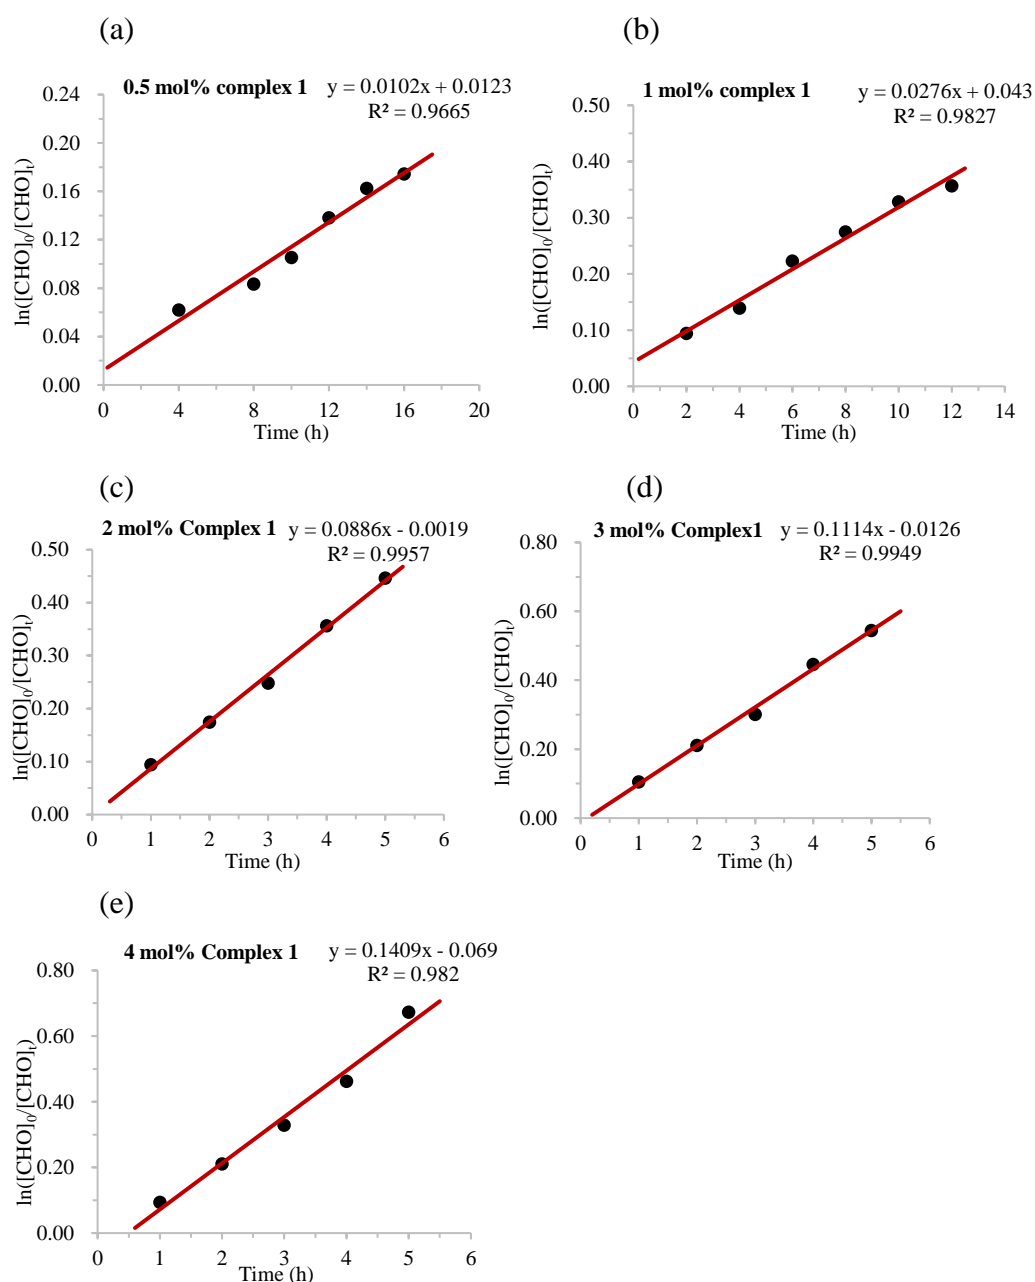 (a)
0.5 mol% complex 1 y = 0.0102x + 0.0123
R² = 0.9665
ln([CHO]₀/[CHO]ₜ)
0.24
0.20
0.16
0.12
0.08
0.04
0.00
0 4 8 12 16 20
Time (h)
(b)
1 mol% complex 1 y = 0.0276x + 0.043
R² = 0.9827
ln([CHO]₀/[CHO]ₜ)
0.50
0.40
0.30
0.20
0.10
0.00
0 2 4 6 8 10 12 14
Time (h)
(c)
2 mol% Complex 1 y = 0.0886x - 0.0019
R² = 0.9957
ln([CHO]₀/[CHO]ₜ)
0.50
0.40
0.30
0.20
0.10
0.00
0 1 2 3 4 5 6
Time (h)
(d)
3 mol% Complex1 y = 0.1114x - 0.0126
R² = 0.9949
ln([CHO]₀/[CHO]ₜ)
0.80
0.60
0.40
0.20
0.00
0 1 2 3 4 5 6
Time (h)
(e)
4 mol% Complex 1 y = 0.1409x - 0.069
R² = 0.982
ln([CHO]₀/[CHO]ₜ)
0.80
0.60
0.40
0.20
0.00
0 1 2 3 4 5 6
Time (h)